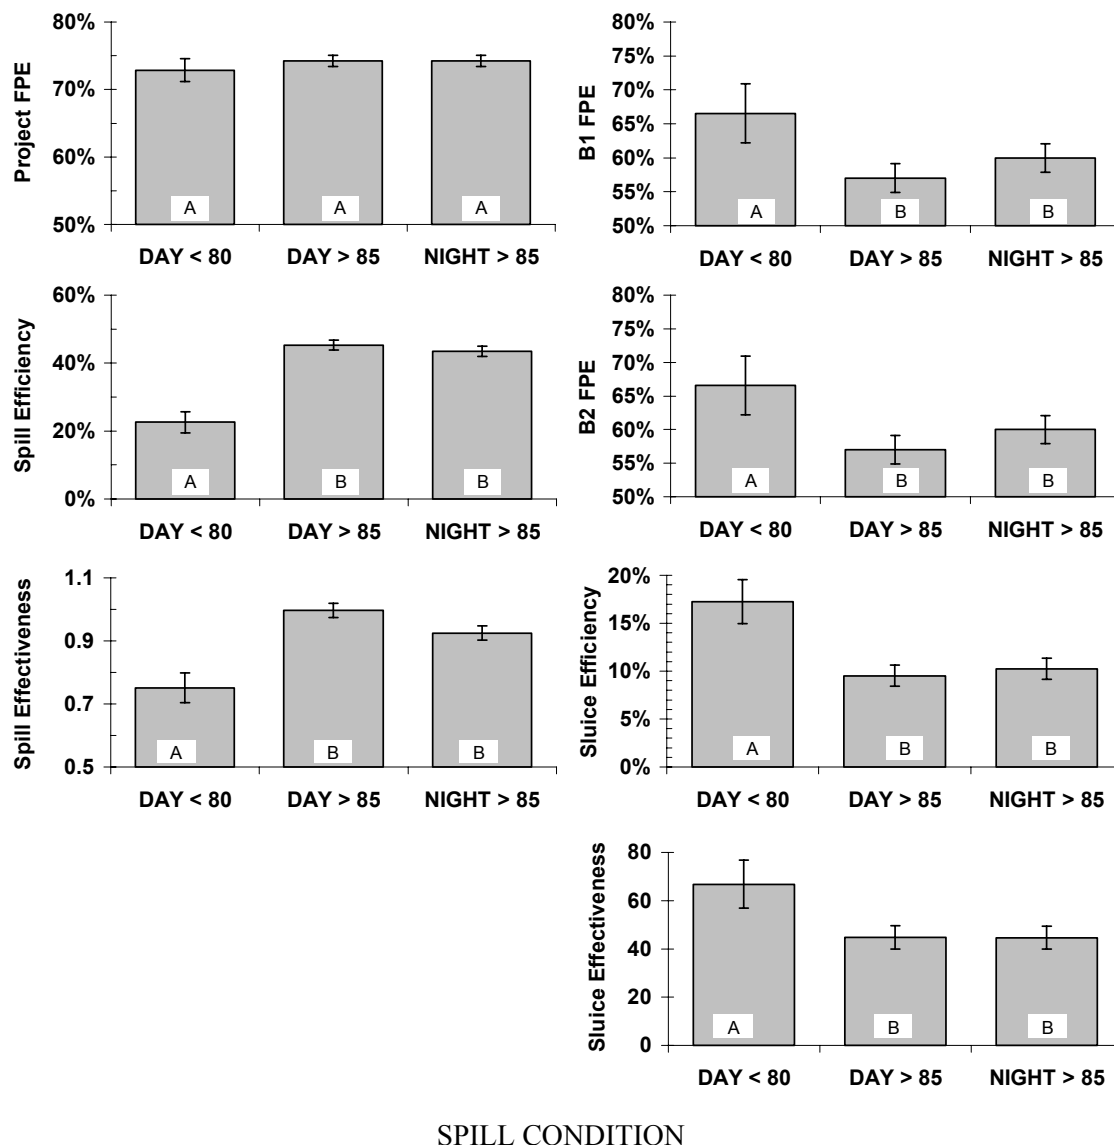 Project FPE
80%
70%
60%
50%
A
A
A
DAY < 80
DAY > 85
NIGHT > 85
B1 FPE
80%
75%
70%
65%
60%
55%
50%
A
B
B
DAY < 80
DAY > 85
NIGHT > 85
Spill Efficiency
60%
40%
20%
0%
A
B
B
DAY < 80
DAY > 85
NIGHT > 85
B2 FPE
80%
75%
70%
65%
60%
55%
50%
A
B
B
DAY < 80
DAY > 85
NIGHT > 85
Spill Effectiveness
1.1
0.9
0.7
0.5
A
B
B
DAY < 80
DAY > 85
NIGHT > 85
Sluice Efficiency
20%
15%
10%
5%
0%
A
B
B
DAY < 80
DAY > 85
NIGHT > 85
Sluice Effectiveness
80
60
40
20
0
A
B
B
DAY < 80
DAY > 85
NIGHT > 85
SPILL CONDITION